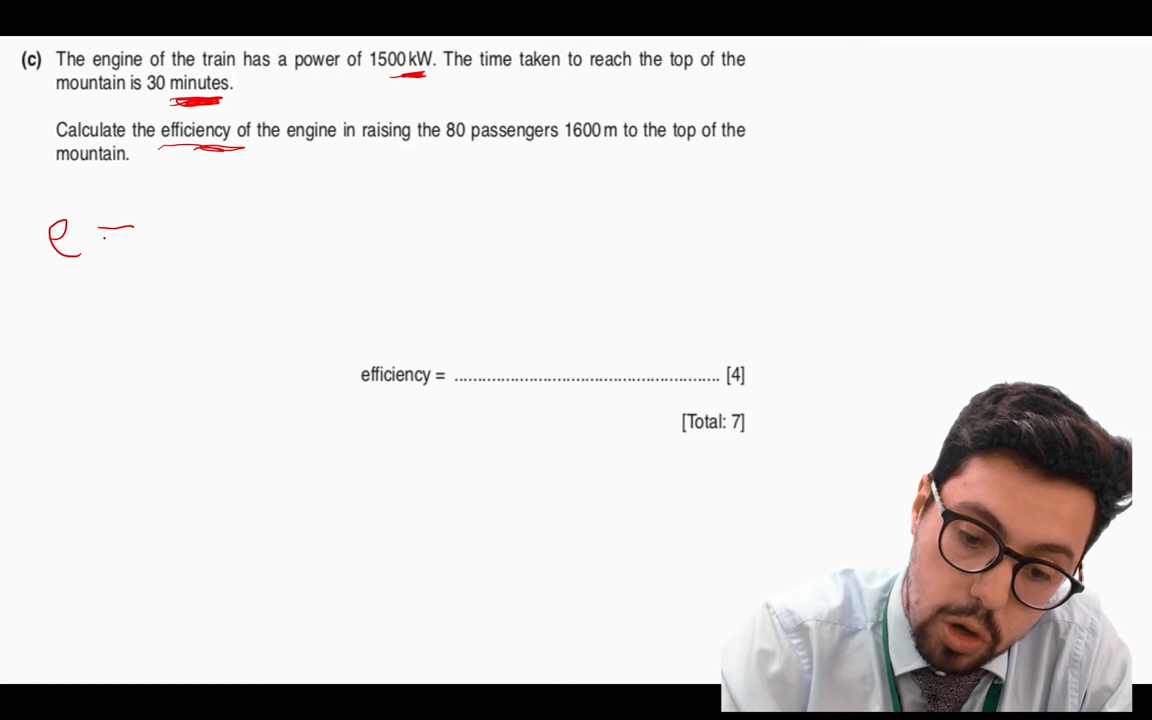 (c) The engine of the train has a power of 1500 kW. The time taken to reach the top of the
mountain is 30 minutes.
Calculate the efficiency of the engine in raising the 80 passengers 1600 m to the top of the
mountain.
e =
efficiency = ............................................................ [4]
[Total: 7]